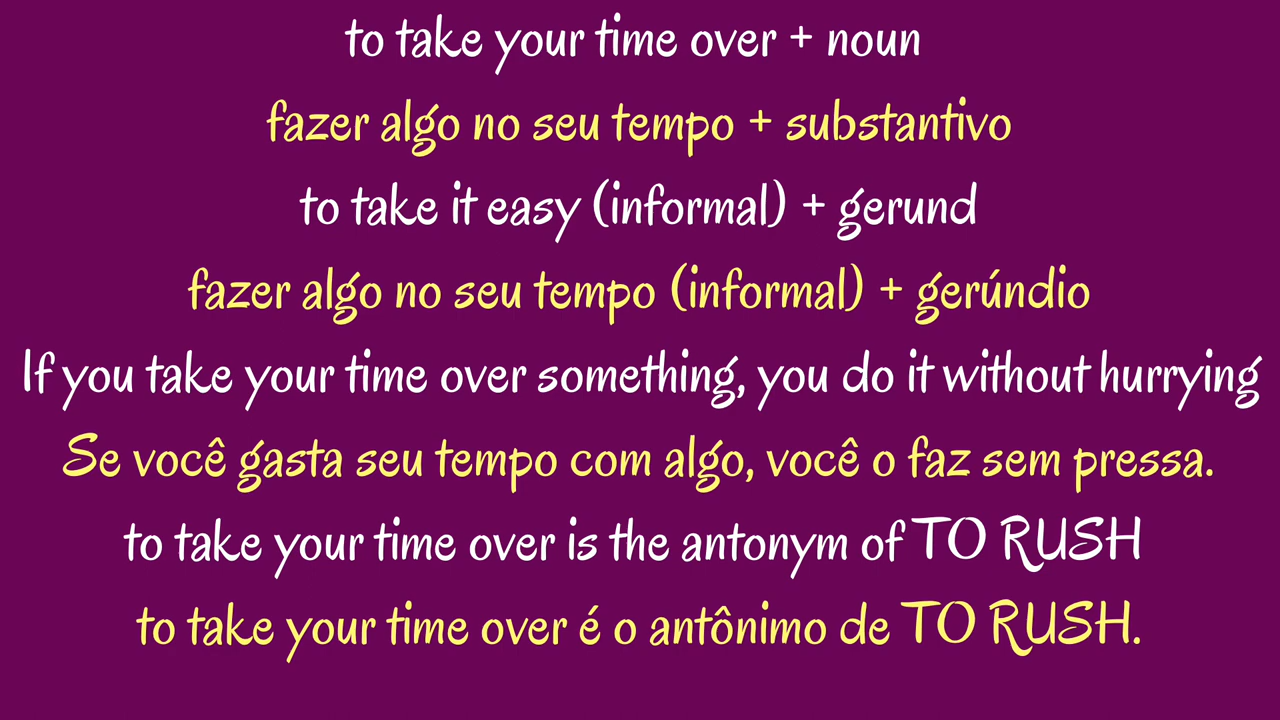 to take your time over + noun
fazer algo no seu tempo + substantivo
to take it easy (informal) + gerund
fazer algo no seu tempo (informal) + gerúndio
If you take your time over something, you do it without hurrying
Se você gasta seu tempo com algo, você o faz sem pressa.
to take your time over is the antonym of TO RUSH
to take your time over é o antônimo de TO RUSH.